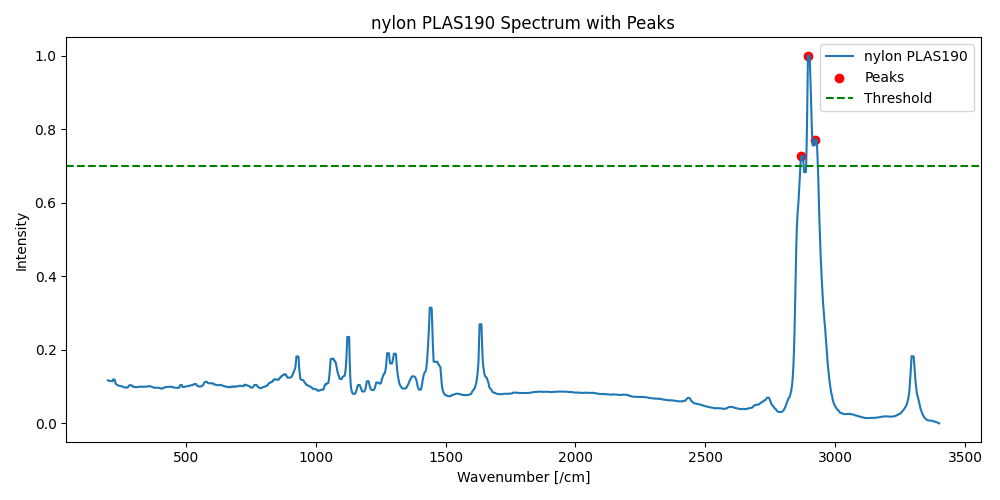 nylon PLAS190 Spectrum with Peaks
1.0
0.8
0.6
0.4
0.2
0.0
Intensity
nylon PLAS190
Peaks
Threshold
500
1000
1500
2000
2500
3000
3500
Wavenumber [/cm]